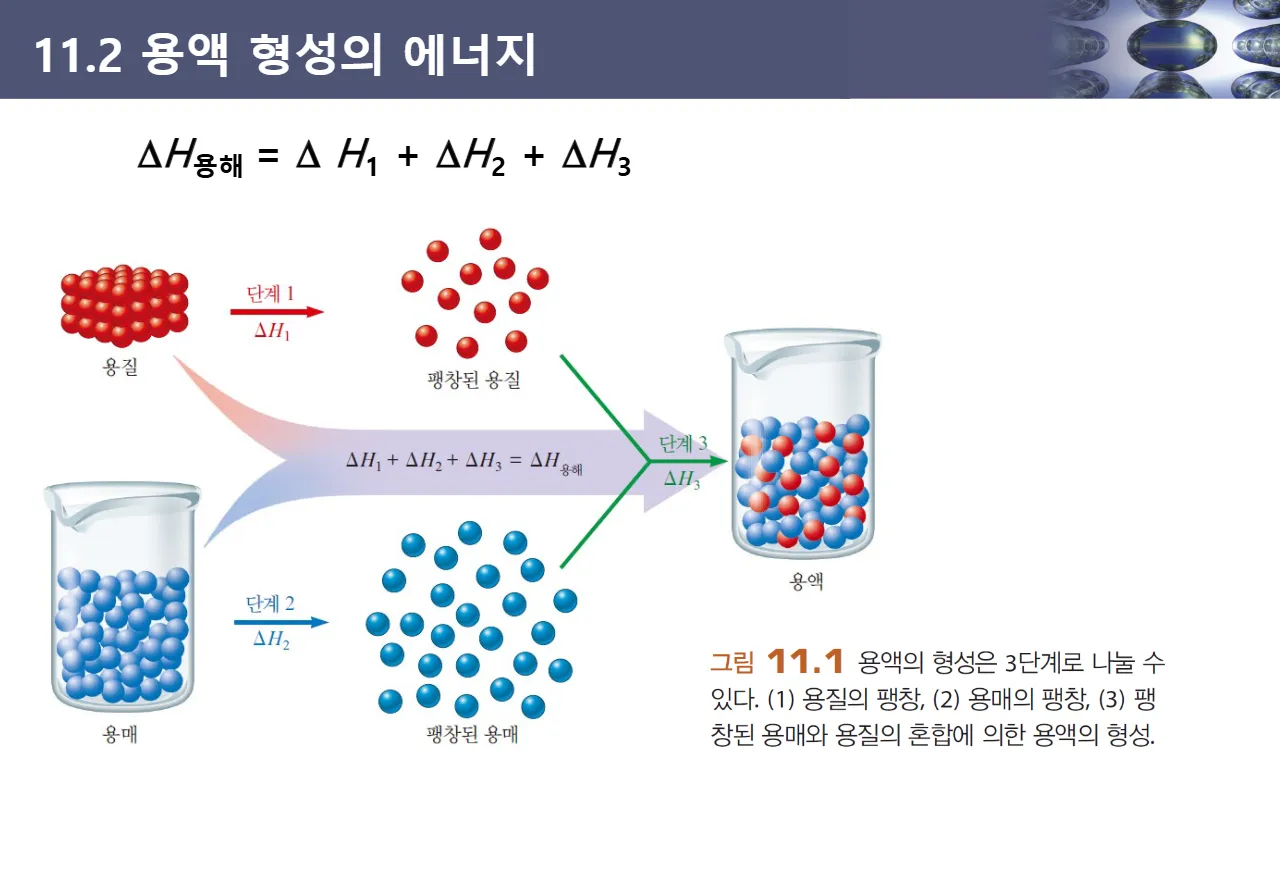 11.2 용액 형성의 에너지
ΔH용해 = Δ H1 + ΔH2 + ΔH3
단계 1
ΔH1
용질
팽창된 용질
ΔH1 + ΔH2 + ΔH3 = ΔH용해
단계 3
ΔH3
용액
단계 2
ΔH2
용매
팽창된 용매
그림 11.1 용액의 형성은 3단계로 나눌 수
있다. (1) 용질의 팽창, (2) 용매의 팽창, (3) 팽
창된 용매와 용질의 혼합에 의한 용액의 형성.